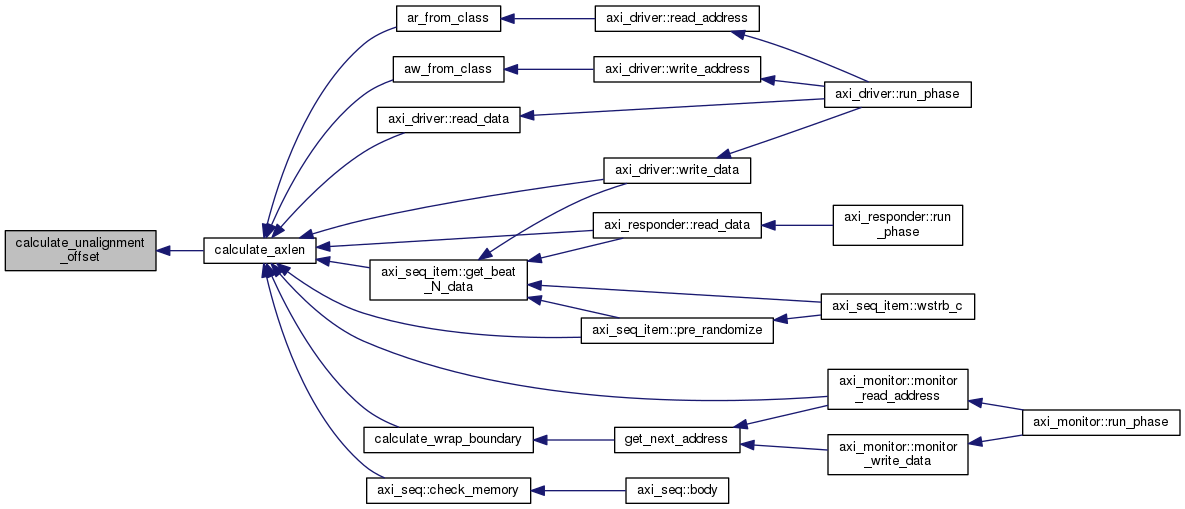 ar_from_class
axi_driver::read_address
aw_from_class
axi_driver::write_address
axi_driver::run_phase
axi_driver::read_data
axi_driver::write_data
calculate_unalignment
_offset
calculate_axlen
axi_responder::read_data
axi_responder::run
_phase
axi_seq_item::get_beat
_N_data
axi_seq_item::wstrb_c
axi_seq_item::pre_randomize
axi_monitor::monitor
_read_address
axi_monitor::run_phase
calculate_wrap_boundary
get_next_address
axi_monitor::monitor
_write_data
axi_seq::check_memory
axi_seq::body